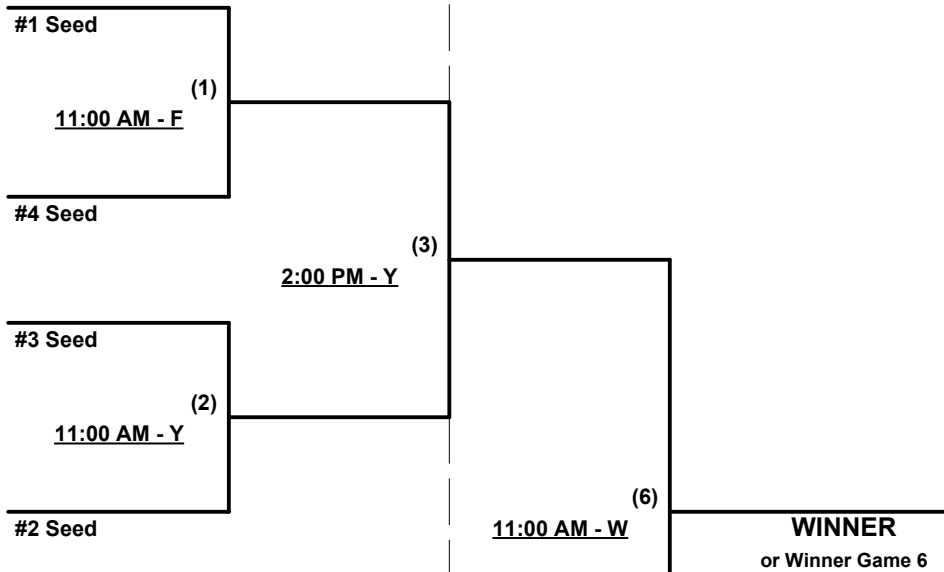 #1 Seed
(1)
11:00 AM - F
#4 Seed
(3)
2:00 PM - Y
#3 Seed
(2)
11:00 AM - Y
#2 Seed
(6)
11:00 AM - W
WINNER
or Winner Game 6